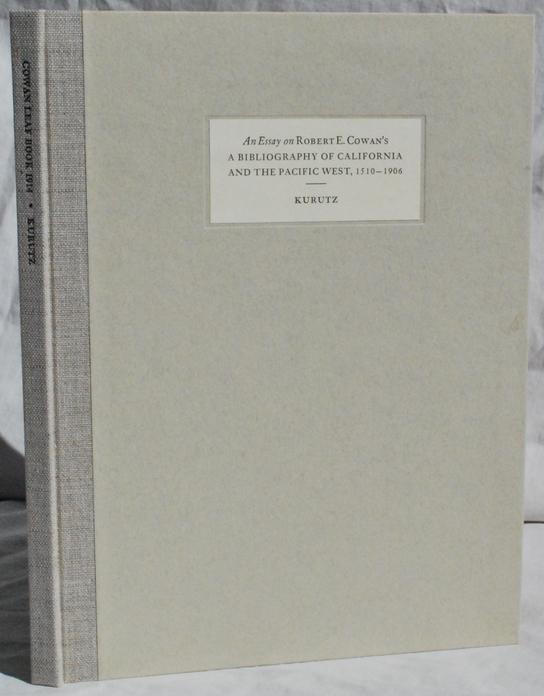 COWAN LEAF BOOK 1914 • KURUTZ
An Essay on ROBERT E. COWAN'S
A BIBLIOGRAPHY OF CALIFORNIA
AND THE PACIFIC WEST, 1510–1906
KURUTZ